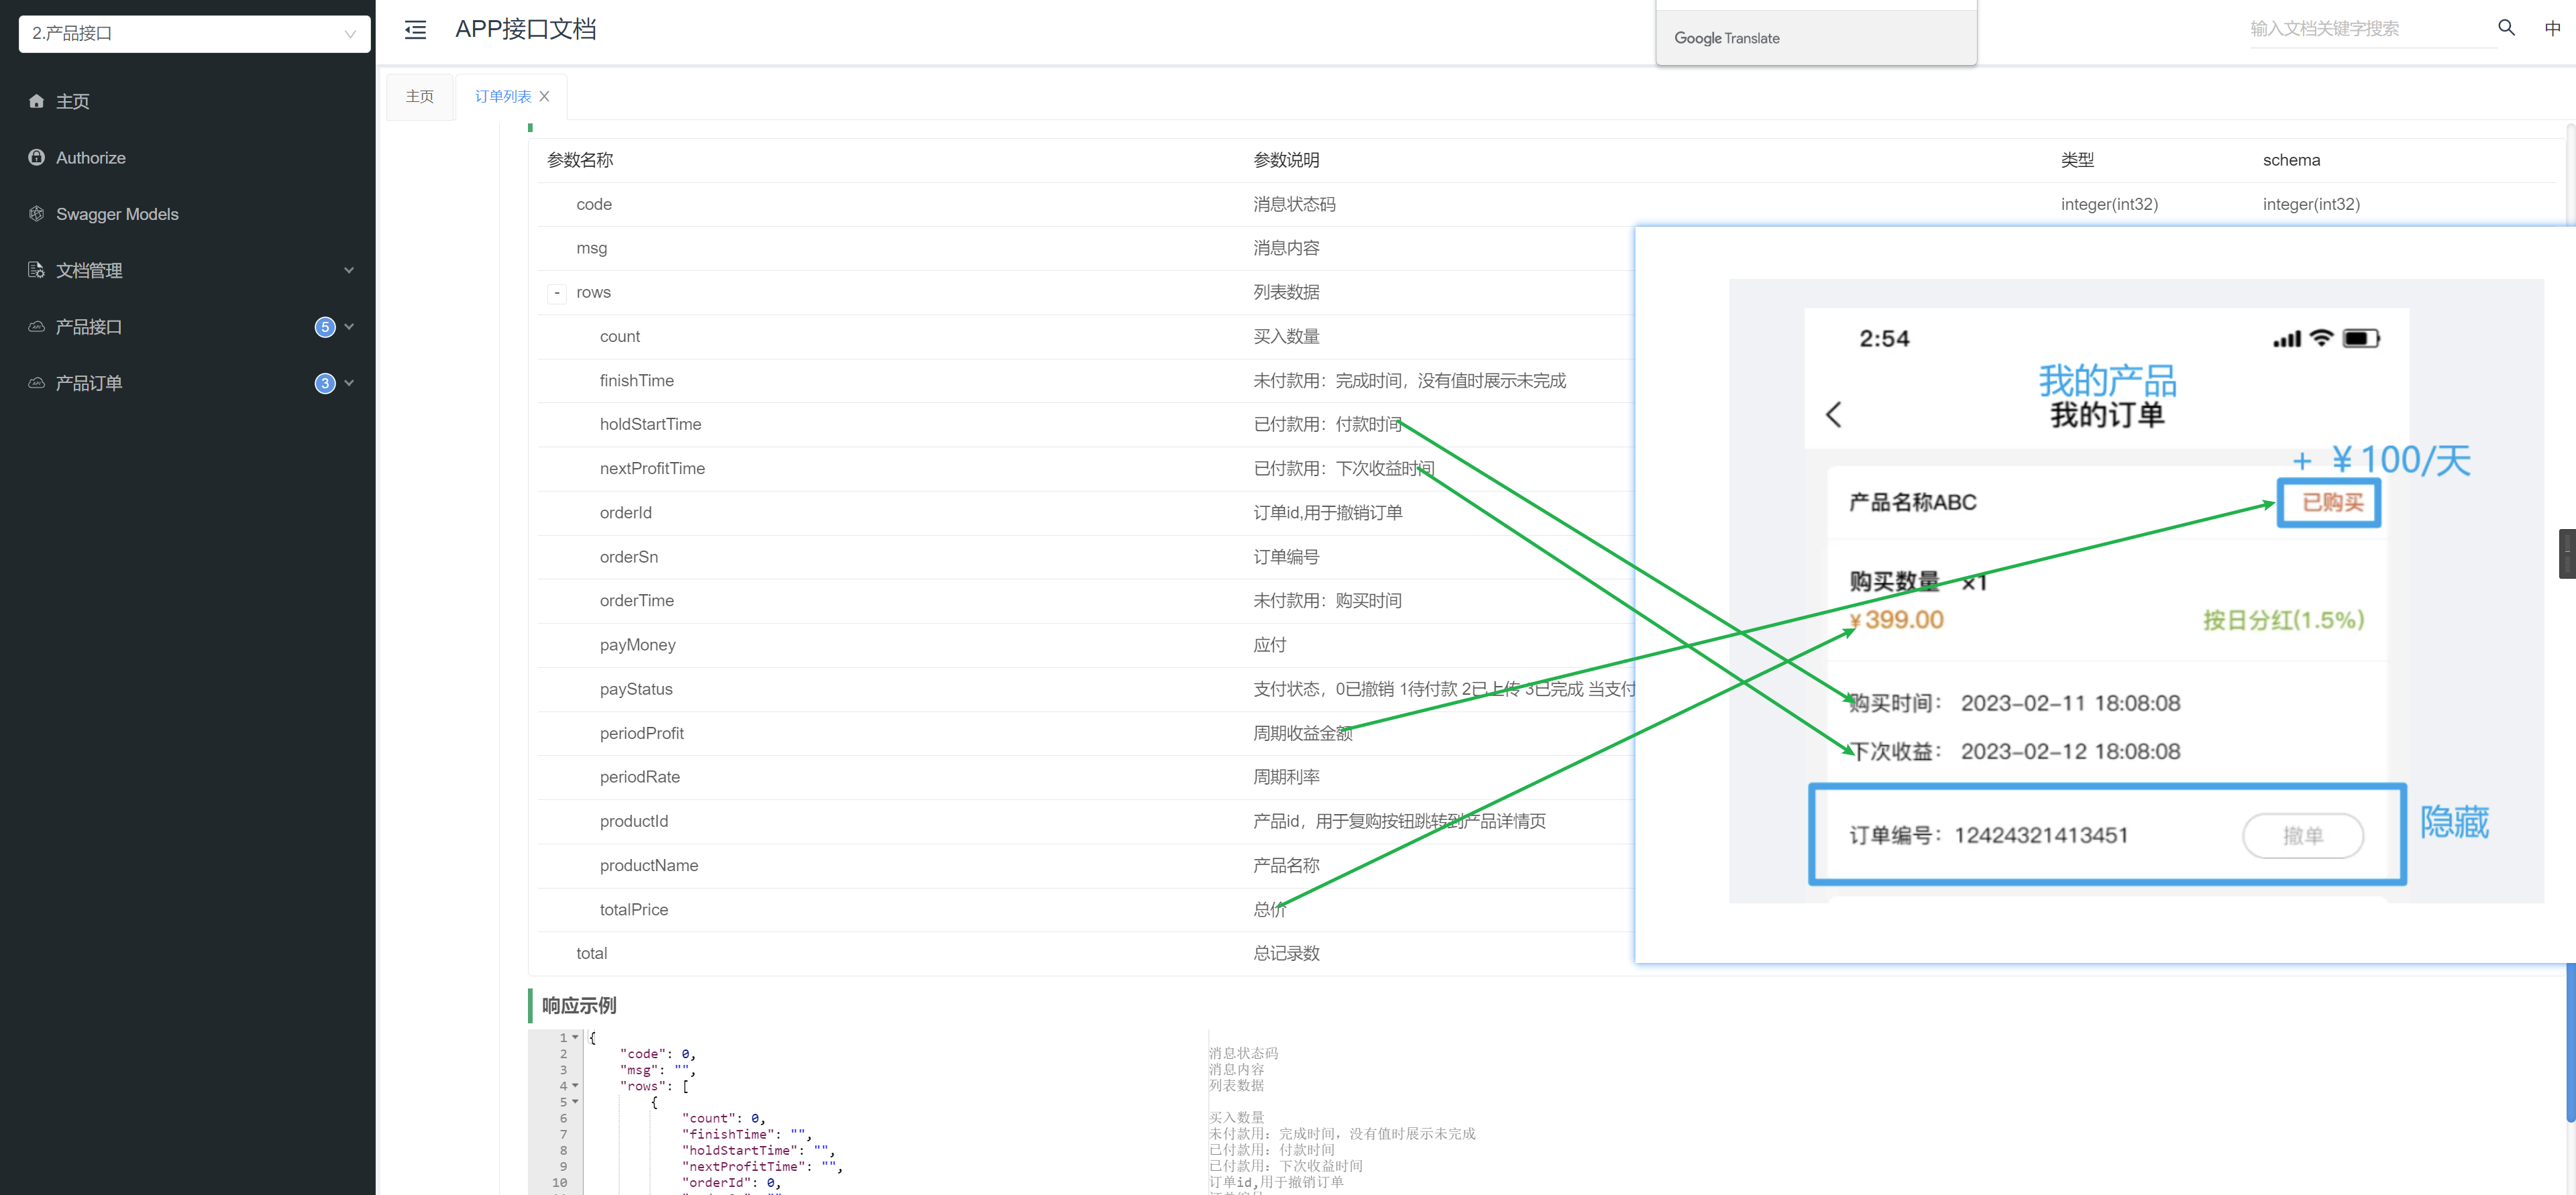 2.产品接口
APP接口文档
Google Translate
输入文档关键字搜索
中
主页
Authorize
Swagger Models
文档管理
产品接口 5
产品订单 3
主页
订单列表
参数名称 参数说明 类型 schema
code 消息状态码 integer(int32) integer(int32)
msg 消息内容
- rows 列表数据
count 买入数量
finishTime 未付款用：完成时间，没有值时展示未完成
holdStartTime 已付款用：付款时间
nextProfitTime 已付款用：下次收益时间
orderId 订单id,用于撤销订单
orderSn 订单编号
orderTime 未付款用：购买时间
payMoney 应付
payStatus 支付状态，0已撤销 1待付款 2已上传 3已完成 当支付
periodProfit 周期收益金额
periodRate 周期利率
productId 产品id，用于复购按钮跳转到产品详情页
productName 产品名称
totalPrice 总价
total 总记录数
2:54
我的产品
我的订单
+ ￥100/天
产品名称ABC
已购买
购买数量 ×1
¥399.00
按日分红(1.5%)
购买时间： 2023-02-11 18:08:08
下次收益： 2023-02-12 18:08:08
订单编号：12424321413451
撤单
隐藏
响应示例
1 {
2 "code": 0, 消息状态码
3 "msg": "", 消息内容
4 "rows": [ 列表数据
5 {
6 "count": 0, 买入数量
7 "finishTime": "", 未付款用：完成时间，没有值时展示未完成
8 "holdStartTime": "", 已付款用：付款时间
9 "nextProfitTime": "", 已付款用：下次收益时间
10 "orderId": 0, 订单id,用于撤销订单